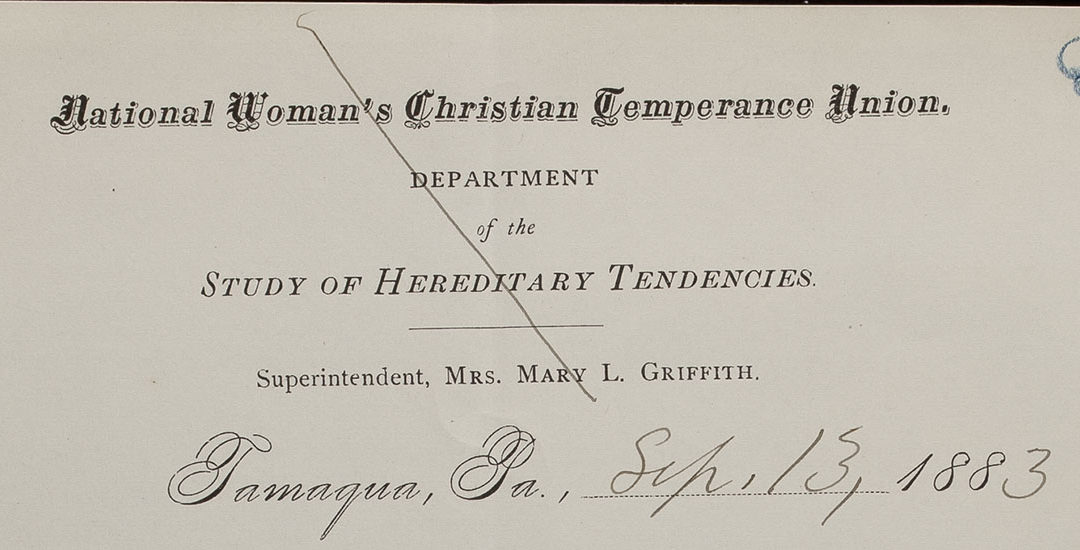 National Woman's Christian Temperance Union.
DEPARTMENT
of the
STUDY OF HEREDITARY TENDENCIES.
Superintendent, MRS. MARY L. GRIFFITH.
Tamaqua, Pa., Sep. 13, 1883